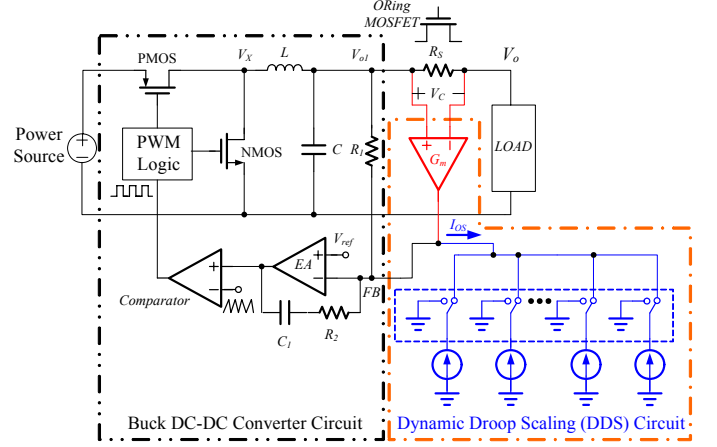 ORing
MOSFET
PMOS
V_X
L
V_o1
R_S
V_o
+ V_C −
Power
Source
PWM
Logic
NMOS
C
R_1
+
−
G_m
LOAD
I_OS
V_ref
+
−
EA
+
−
FB
Comparator
C_1
R_2
Buck DC-DC Converter Circuit
Dynamic Droop Scaling (DDS) Circuit